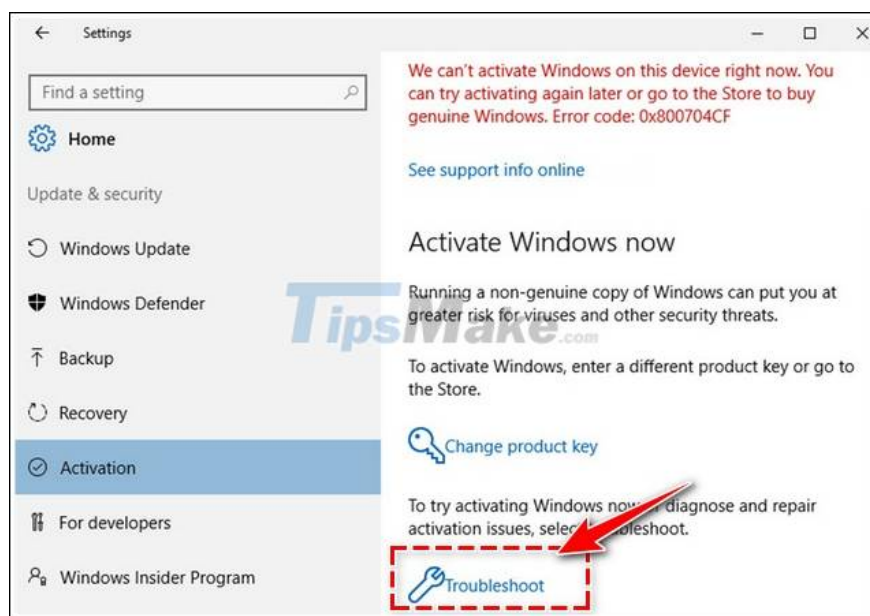 Settings
Find a setting
Home
Update & security
Windows Update
Windows Defender
Backup
Recovery
Activation
For developers
Windows Insider Program
We can't activate Windows on this device right now. You
can try activating again later or go to the Store to buy
genuine Windows. Error code: 0x800704CF
See support info online
Activate Windows now
Running a non-genuine copy of Windows can put you at
greater risk for viruses and other security threats.
To activate Windows, enter a different product key or go to
the Store.
Change product key
To try activating Windows now diagnose and repair
activation issues, select
Troubleshoot
TipsMake.com